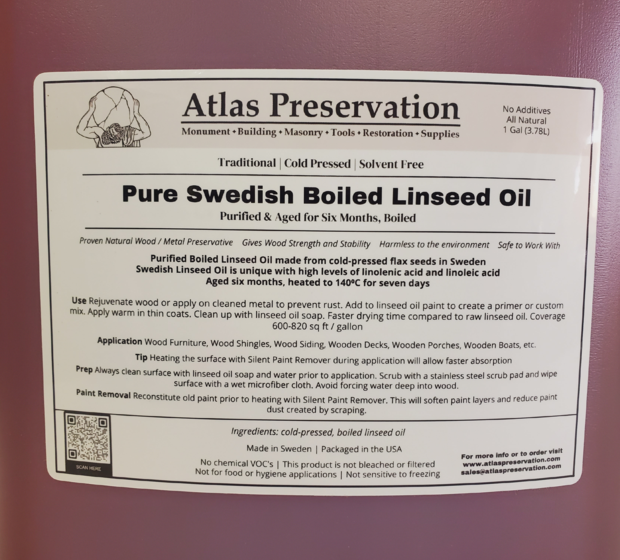 Atlas Preservation
Monument • Building • Masonry • Tools • Restoration • Supplies
No Additives
All Natural
1 Gal (3.78L)
Traditional | Cold Pressed | Solvent Free
Pure Swedish Boiled Linseed Oil
Purified & Aged for Six Months, Boiled
Proven Natural Wood / Metal Preservative Gives Wood Strength and Stability Harmless to the environment Safe to Work With
Purified Boiled Linseed Oil made from cold-pressed flax seeds in Sweden
Swedish Linseed Oil is unique with high levels of linolenic acid and linoleic acid
Aged six months, heated to 140ºC for seven days
Use Rejuvenate wood or apply on cleaned metal to prevent rust. Add to linseed oil paint to create a primer or custom
mix. Apply warm in thin coats. Clean up with linseed oil soap. Faster drying time compared to raw linseed oil. Coverage
600-820 sq ft / gallon
Application Wood Furniture, Wood Shingles, Wood Siding, Wooden Decks, Wooden Porches, Wooden Boats, etc.
Tip Heating the surface with Silent Paint Remover during application will allow faster absorption
Prep Always clean surface with linseed oil soap and water prior to application. Scrub with a stainless steel scrub pad and wipe
surface with a wet microfiber cloth. Avoid forcing water deep into wood.
Paint Removal Reconstitute old paint prior to heating with Silent Paint Remover. This will soften paint layers and reduce paint
dust created by scraping.
SCAN HERE
Ingredients: cold-pressed, boiled linseed oil
Made in Sweden | Packaged in the USA
No chemical VOC's | This product is not bleached or filtered
Not for food or hygiene applications | Not sensitive to freezing
For more info or to order visit
www.atlaspreservation.com
sales@atlaspreservation.com